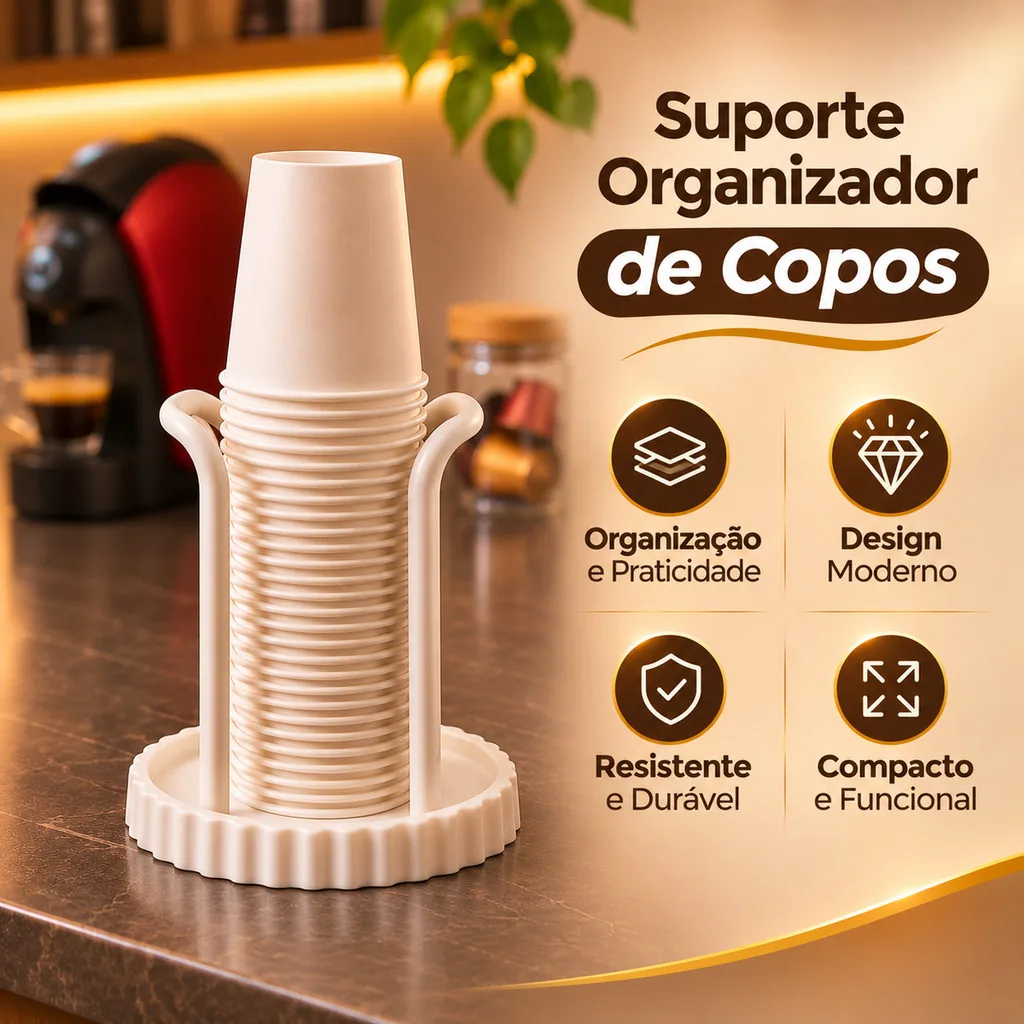 Suporte
Organizador
de Copos
Organização
e Praticidade
Design
Moderno
Resistente
e Durável
Compacto
e Funcional